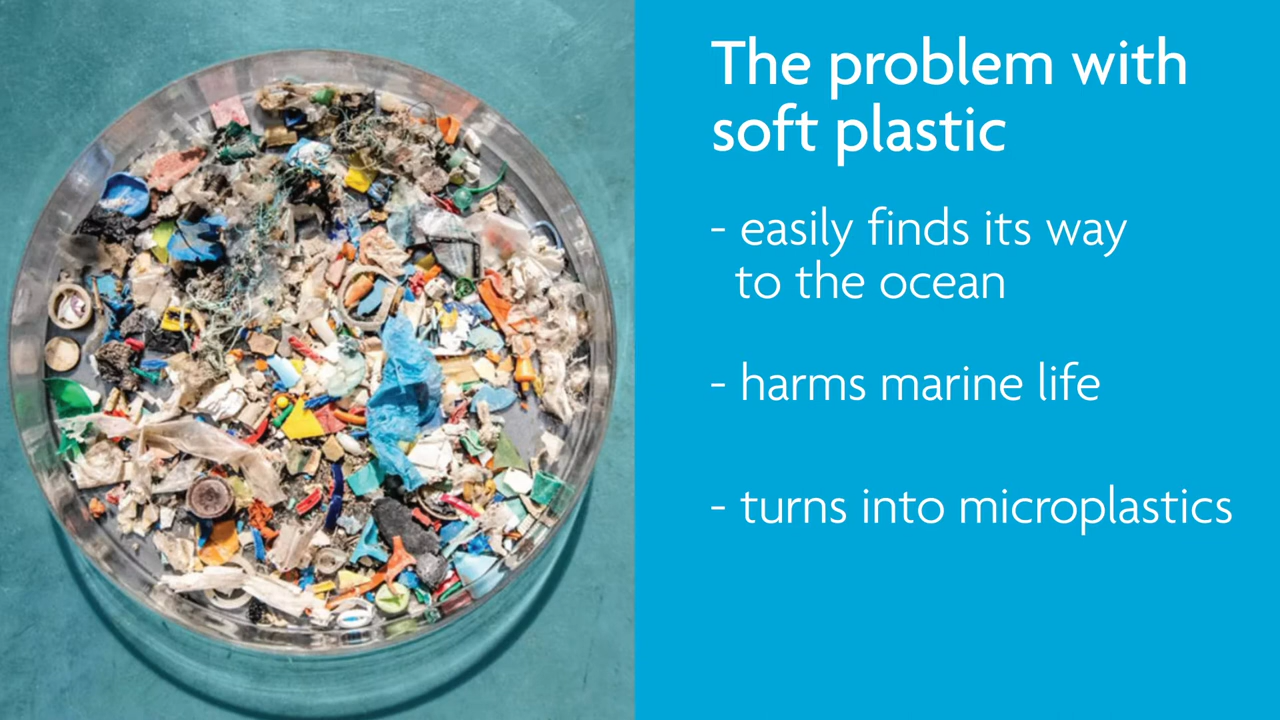 The problem with
soft plastic
- easily finds its way
to the ocean
- harms marine life
- turns into microplastics